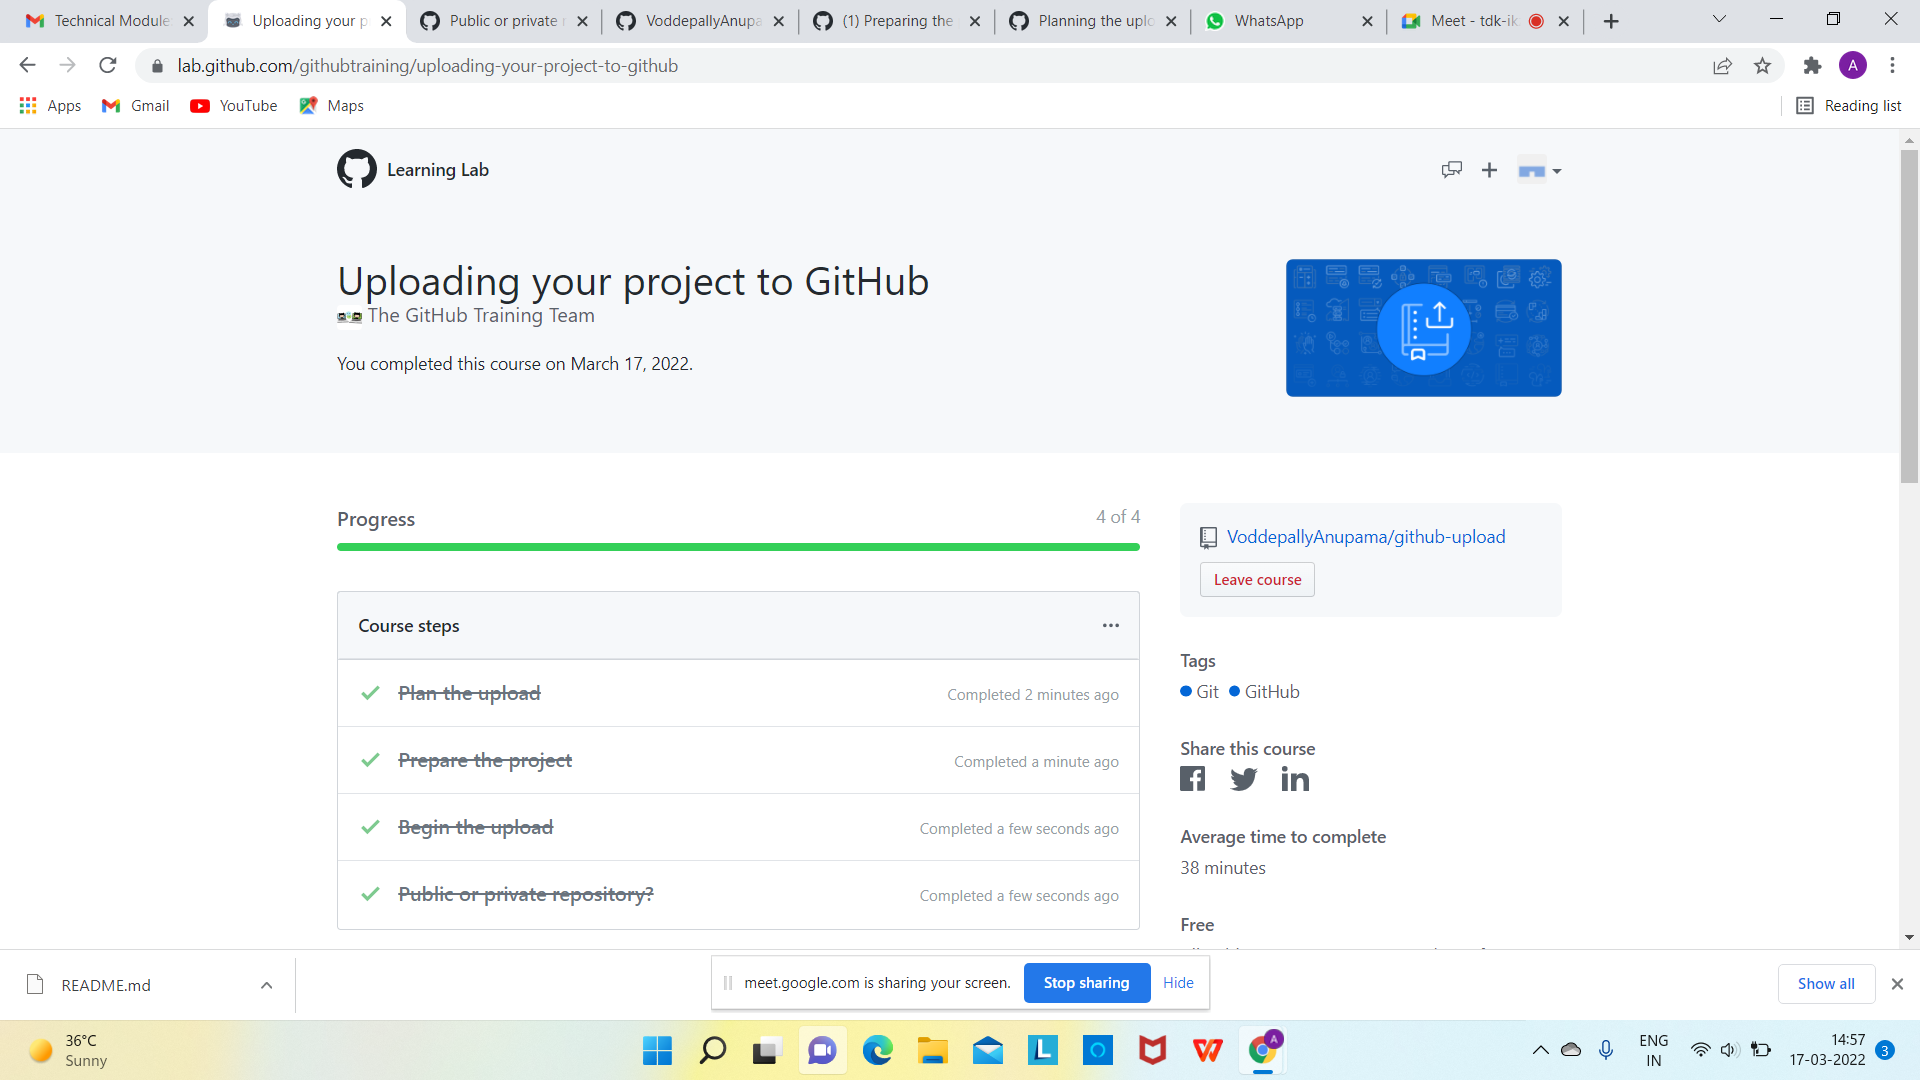 Technical Module
Uploading your p
Public or private r
VoddepallyAnupa
(1) Preparing the
Planning the uplo
WhatsApp
Meet - tdk-ik
lab.github.com/githubtraining/uploading-your-project-to-github
A
Apps
Gmail
YouTube
Maps
Reading list
Learning Lab
Uploading your project to GitHub
The GitHub Training Team
You completed this course on March 17, 2022.
Progress
4 of 4
Course steps
Plan the upload
Completed 2 minutes ago
Prepare the project
Completed a minute ago
Begin the upload
Completed a few seconds ago
Public or private repository?
Completed a few seconds ago
VoddepallyAnupama/github-upload
Leave course
Tags
Git GitHub
Share this course
Average time to complete
38 minutes
Free
README.md
meet.google.com is sharing your screen.
Stop sharing
Hide
Show all
36°C
Sunny
L
A
ENG
IN
14:57
17-03-2022
3